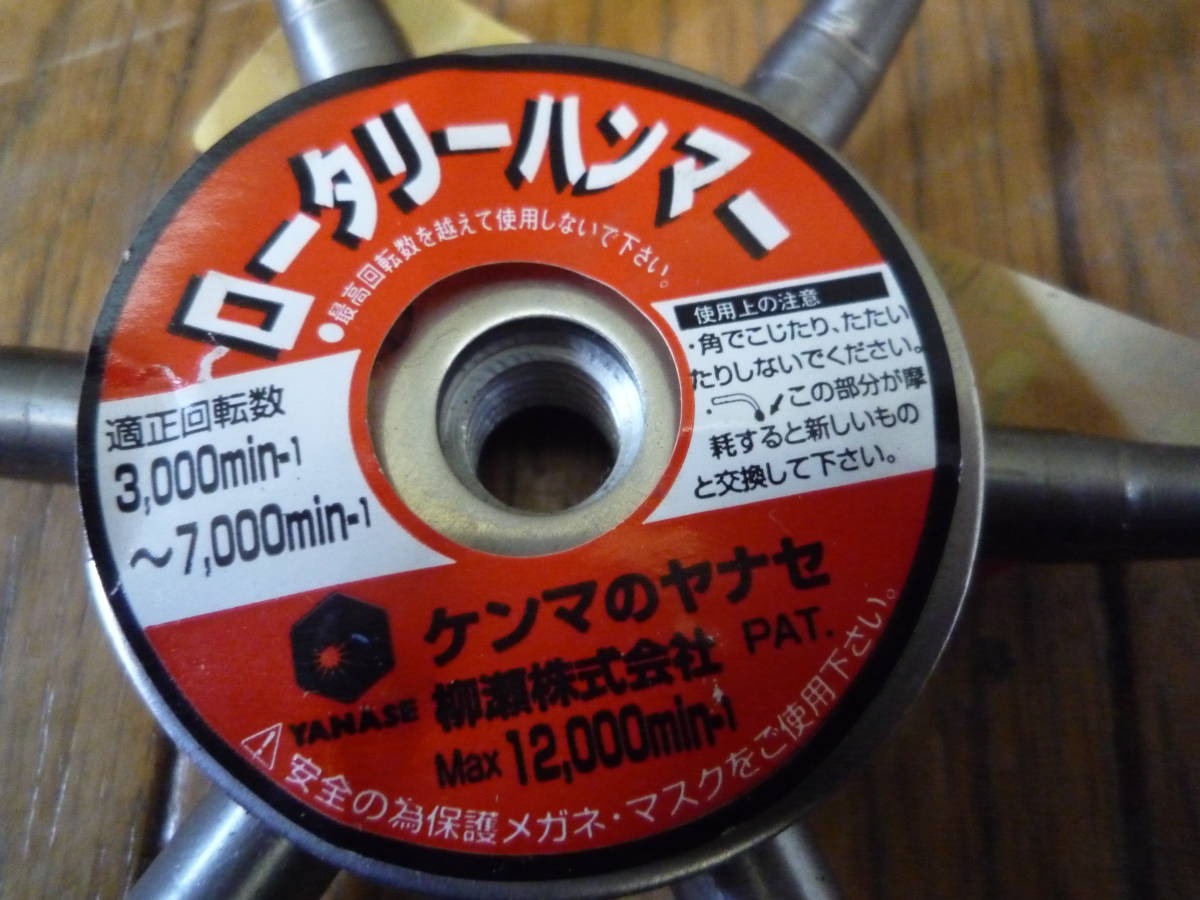 ロータリーハンマー
●最高回転数を越えて使用しないで下さい。
適正回転数
3,000min-1
～7,000min-1
使用上の注意
・角でこじたり、たたい
たりしないでください。
・この部分が摩
耗すると新しいもの
と交換して下さい。
ケンマのヤナセ
YANASE 柳瀬株式会社 PAT.
Max 12,000min-1
安全の為保護メガネ・マスクをご使用下さい。